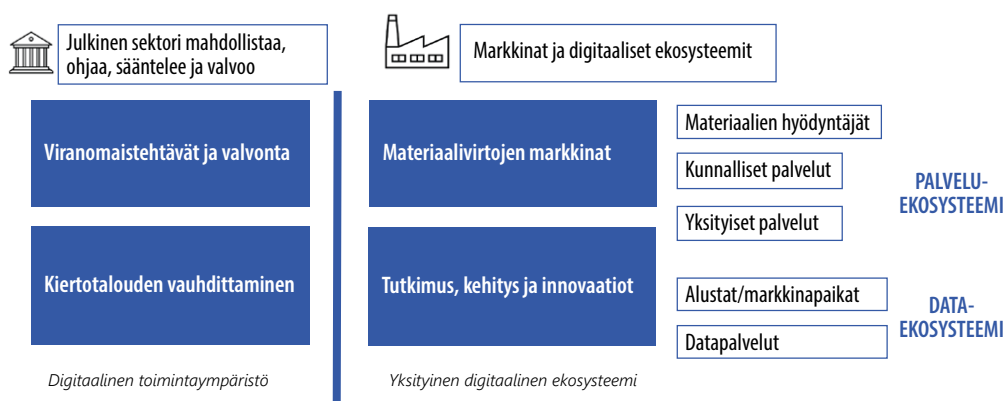 Julkinen sektori mahdollistaa,
ohjaa, sääntelee ja valvoo
Markkinat ja digitaaliset ekosysteemit
Viranomaistehtävät ja valvonta
Kiertotalouden vauhdittaminen
Digitaalinen toimintaympäristö
Materiaalivirtojen markkinat
Tutkimus, kehitys ja innovaatiot
Yksityinen digitaalinen ekosysteemi
Materiaalien hyödyntäjät
Kunnalliset palvelut
Yksityiset palvelut
PALVELU-
EKOSYSTEEMI
Alustat/markkinapaikat
Datapalvelut
DATA-
EKOSYSTEEMI